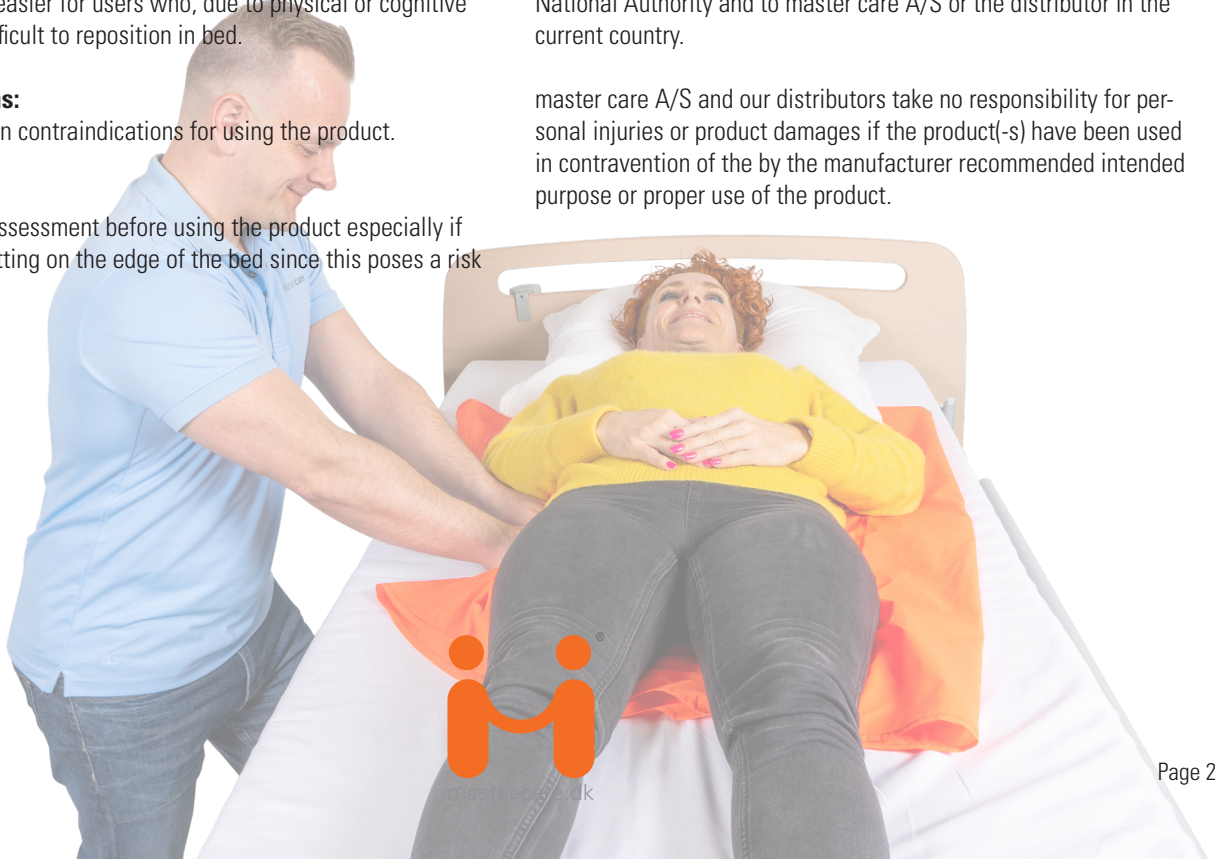 easier for users who, due to physical or cognitive
ficult to reposition in bed.
ns:
n contraindications for using the product.
ssessment before using the product especially if
tting on the edge of the bed since this poses a risk
National Authority and to master care A/S or the distributor in the
current country.
master care A/S and our distributors take no responsibility for per-
sonal injuries or product damages if the product(-s) have been used
in contravention of the by the manufacturer recommended intended
purpose or proper use of the product.
®
mastercare.dk
Page 2